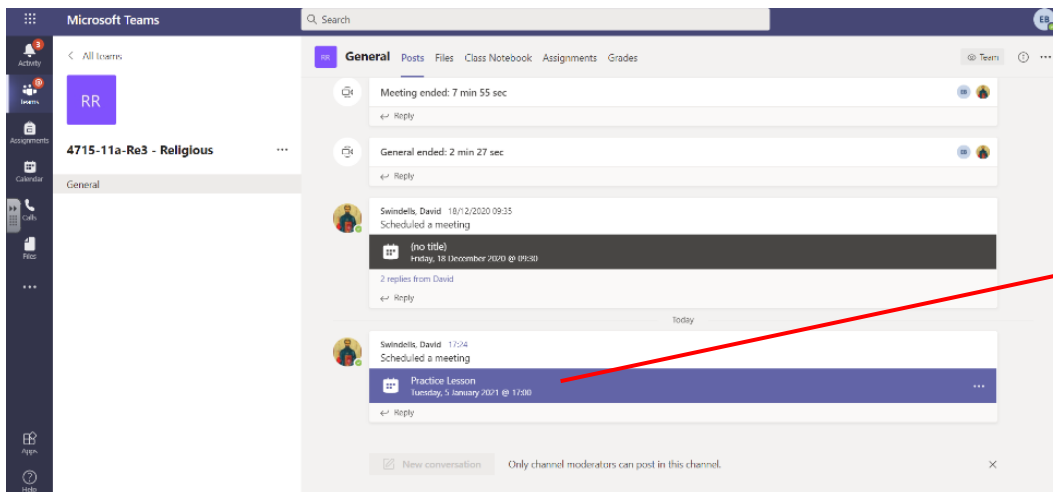 Microsoft Teams
Search
EB
3
Activity
Teams
Assignments
Calendar
Calls
Files
Apps
Help
All teams
RR
4715-11a-Re3 - Religious
General
RR General Posts Files Class Notebook Assignments Grades
Team
Meeting ended: 7 min 55 sec
Reply
General ended: 2 min 27 sec
Reply
Swindells, David 18/12/2020 09:35
Scheduled a meeting
(no title)
Friday, 18 December 2020 @ 09:30
2 replies from David
Reply
Today
Swindells, David 17:24
Scheduled a meeting
Practice Lesson
Tuesday, 5 January 2021 @ 17:00
Reply
New conversation Only channel moderators can post in this channel.